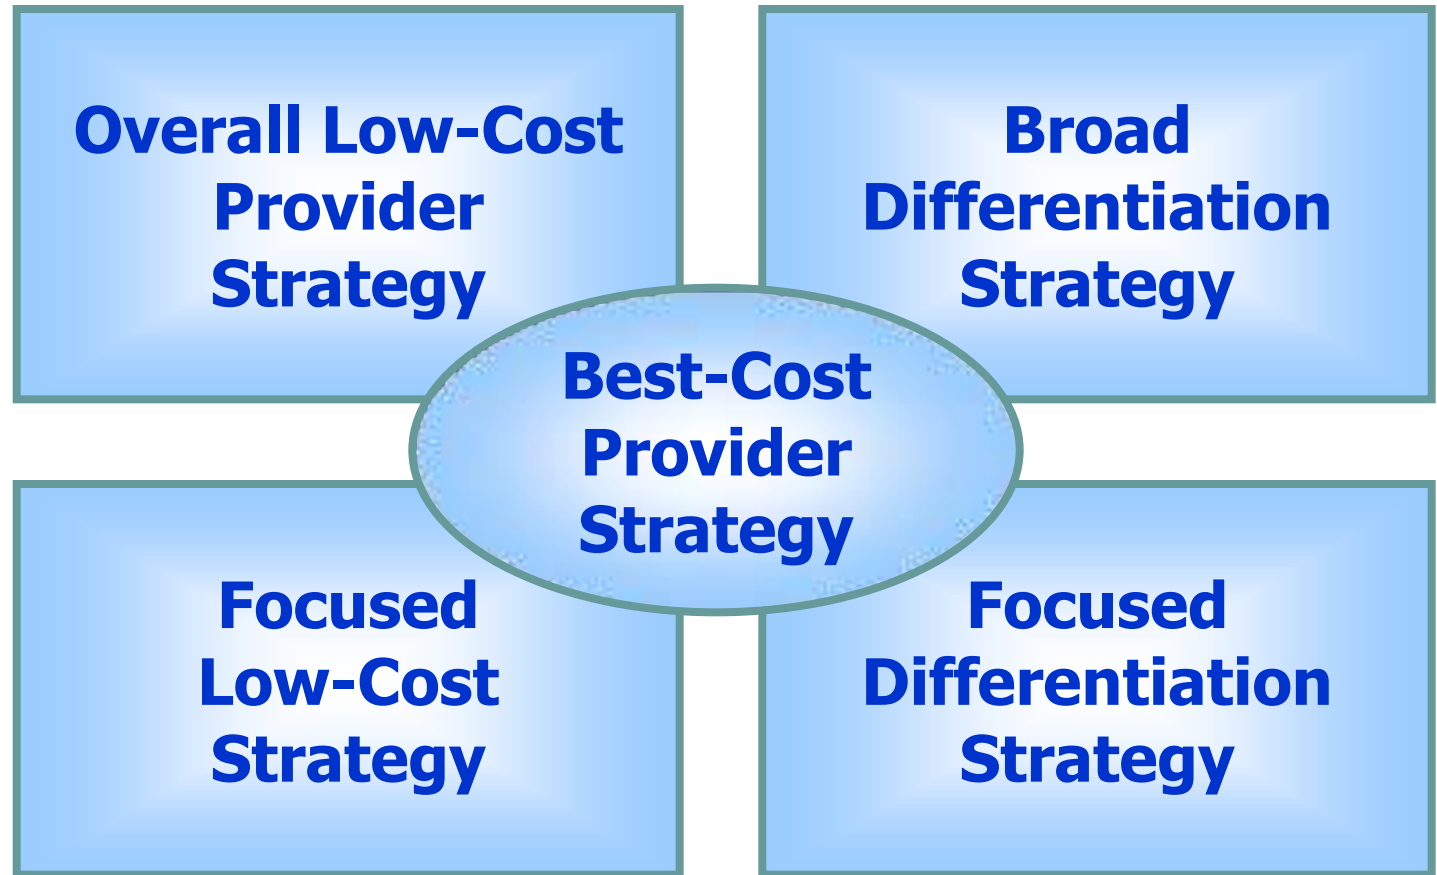 Overall Low-Cost
Provider
Strategy
Broad
Differentiation
Strategy
Best-Cost
Provider
Strategy
Focused
Low-Cost
Strategy
Focused
Differentiation
Strategy